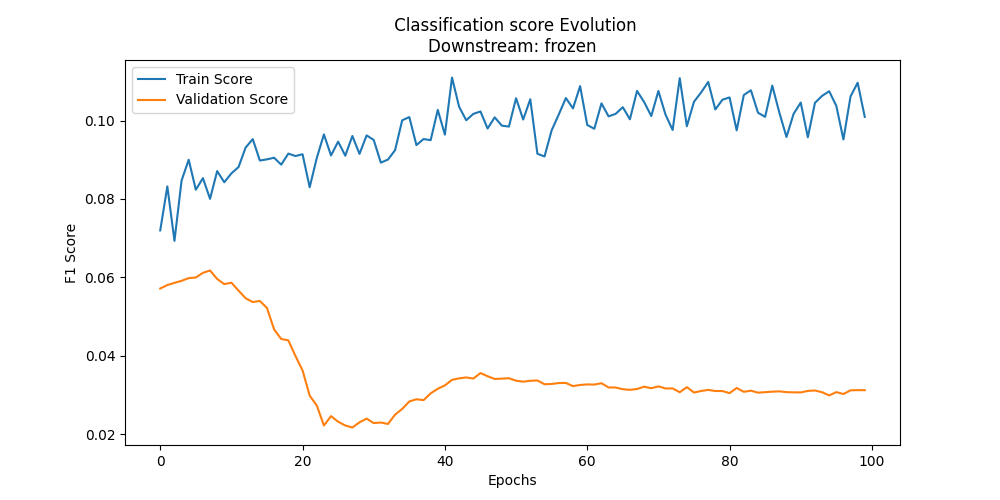 Classification score Evolution
Downstream: frozen
Train Score
Validation Score
F1 Score
0.10
0.08
0.06
0.04
0.02
0
20
40
60
80
100
Epochs